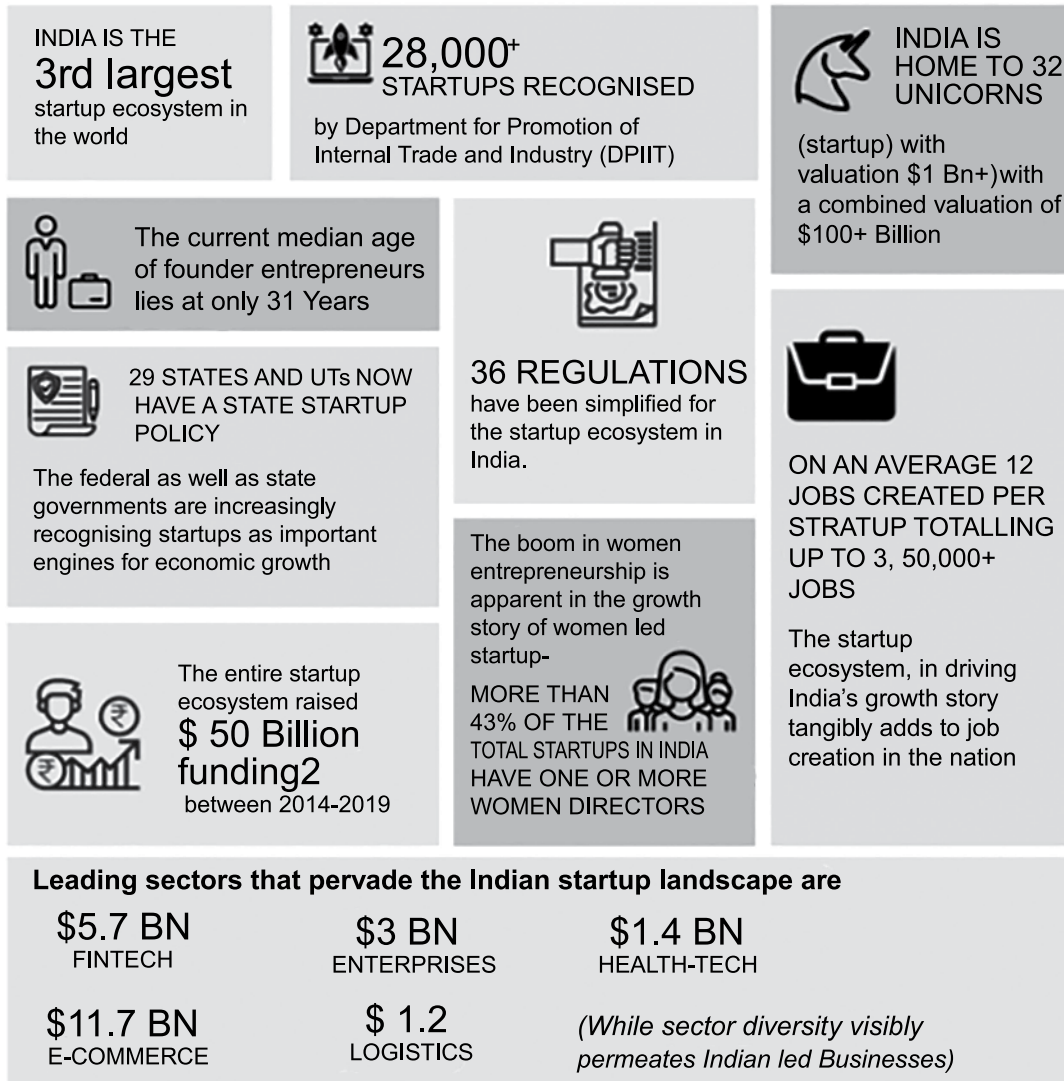 INDIA IS THE
3rd largest
startup ecosystem in
the world
28,000+
STARTUPS RECOGNISED
by Department for Promotion of
Internal Trade and Industry (DPIIT)
INDIA IS
HOME TO 32
UNICORNS
(startup) with
valuation $1 Bn+)with
a combined valuation of
$100+ Billion
The current median age
of founder entrepreneurs
lies at only 31 Years
36 REGULATIONS
have been simplified for
the startup ecosystem in
India.
29 STATES AND UTs NOW
HAVE A STATE STARTUP
POLICY
The federal as well as state
governments are increasingly
recognising startups as important
engines for economic growth
ON AN AVERAGE 12
JOBS CREATED PER
STRATUP TOTALLING
UP TO 3, 50,000+
JOBS
The startup
ecosystem, in driving
India's growth story
tangibly adds to job
creation in the nation
The boom in women
entrepreneurship is
apparent in the growth
story of women led
startup-
MORE THAN
43% OF THE
TOTAL STARTUPS IN INDIA
HAVE ONE OR MORE
WOMEN DIRECTORS
The entire startup
ecosystem raised
$ 50 Billion
funding2
between 2014-2019
Leading sectors that pervade the Indian startup landscape are
$5.7 BN
FINTECH
$3 BN
ENTERPRISES
$1.4 BN
HEALTH-TECH
$11.7 BN
E-COMMERCE
$ 1.2
LOGISTICS
(While sector diversity visibly
permeates Indian led Businesses)